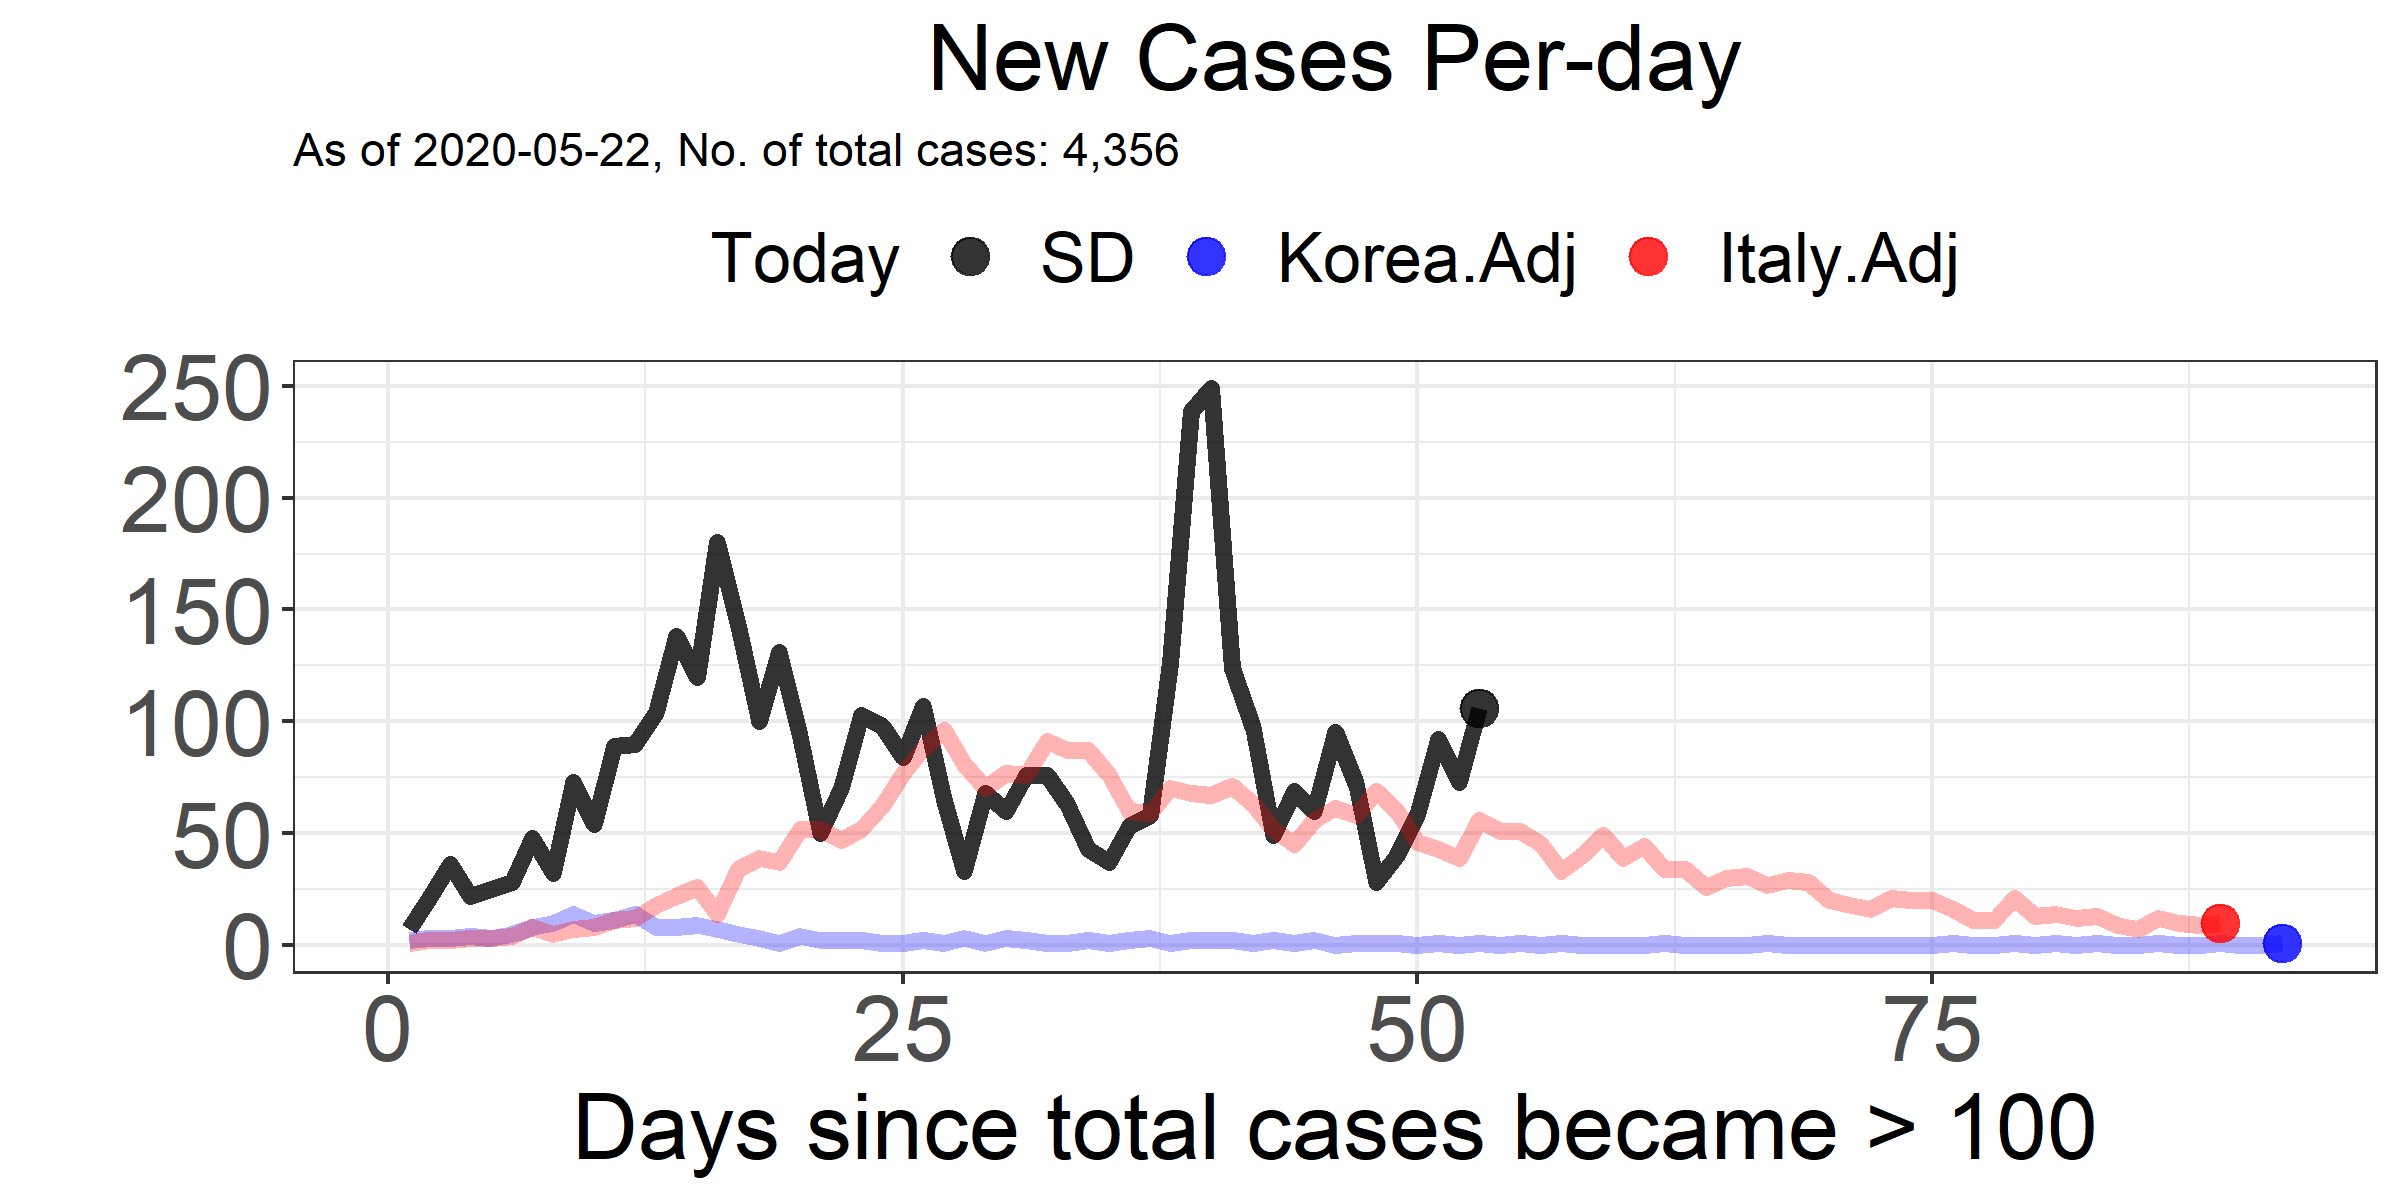 New Cases Per-day
As of 2020-05-22, No. of total cases: 4,356
Today SD Korea.Adj Italy.Adj
250
200
150
100
50
0
0 25 50 75
Days since total cases became > 100